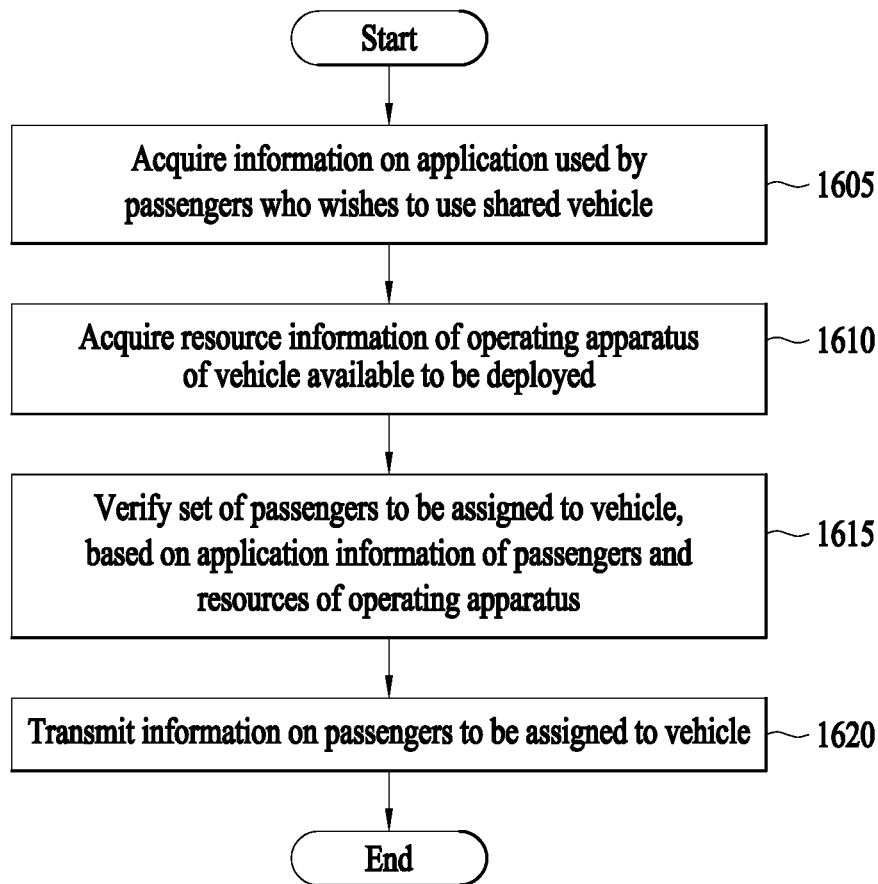 Start
Acquire information on application used by
passengers who wishes to use shared vehicle
1605
Acquire resource information of operating apparatus
of vehicle available to be deployed
1610
Verify set of passengers to be assigned to vehicle,
based on application information of passengers and
resources of operating apparatus
1615
Transmit information on passengers to be assigned to vehicle
1620
End